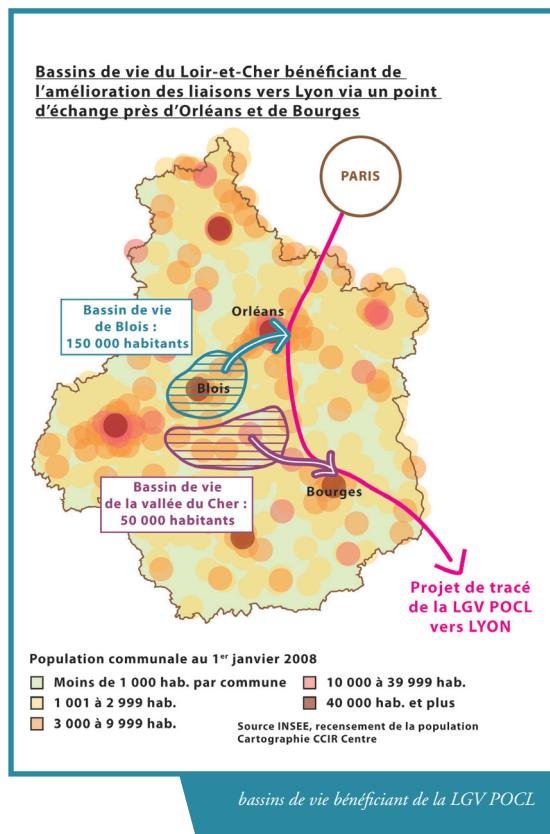 Bassins de vie du Loir-et-Cher bénéficiant de
l’amélioration des liaisons vers Lyon via un point
d’échange près d’Orléans et de Bourges
PARIS
Bassin de vie
de Blois :
150 000 habitants
Orléans
Blois
Bassin de vie
de la vallée du Cher :
50 000 habitants
Bourges
Projet de tracé
de la LGV POCL
vers LYON
Population communale au 1er janvier 2008
Moins de 1 000 hab. par commune
1 001 à 2 999 hab.
3 000 à 9 999 hab.
10 000 à 39 999 hab.
40 000 hab. et plus
Source INSEE, recensement de la population
Cartographie CCIR Centre
bassins de vie bénéficiant de la LGV POCL